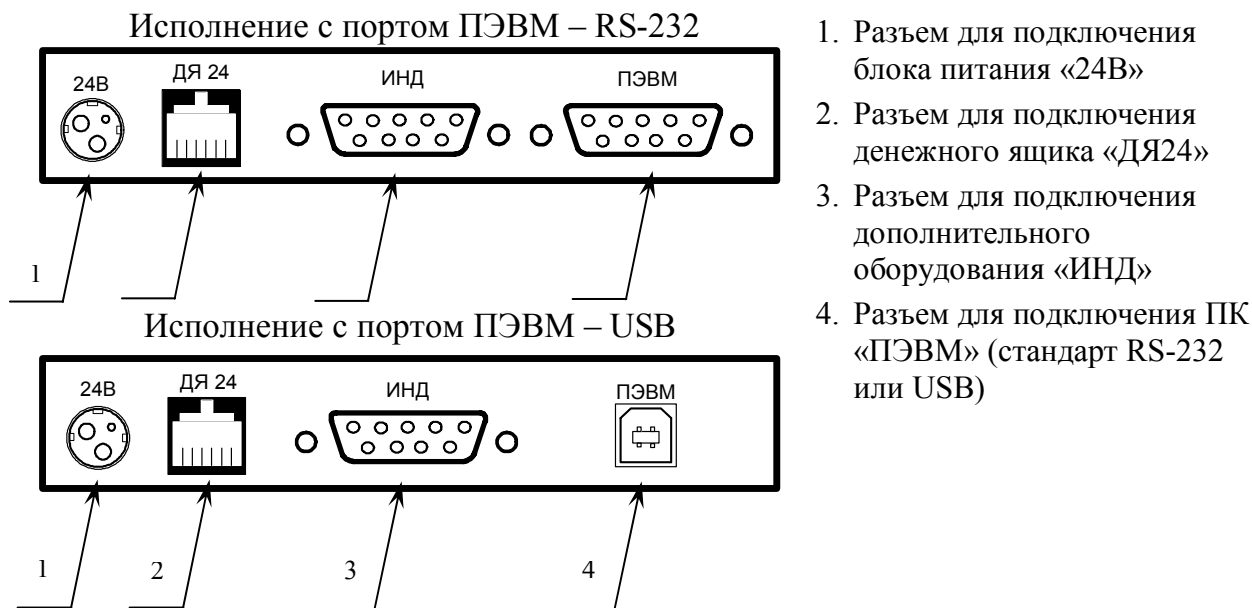 Исполнение с портом ПЭВМ – RS-232
24В
ДЯ 24
ИНД
ПЭВМ
1
Исполнение с портом ПЭВМ – USB
24В
ДЯ 24
ИНД
ПЭВМ
1
2
3
4
1. Разъем для подключения
блока питания «24В»
2. Разъем для подключения
денежного ящика «ДЯ24»
3. Разъем для подключения
дополнительного
оборудования «ИНД»
4. Разъем для подключения ПК
«ПЭВМ» (стандарт RS-232
или USB)